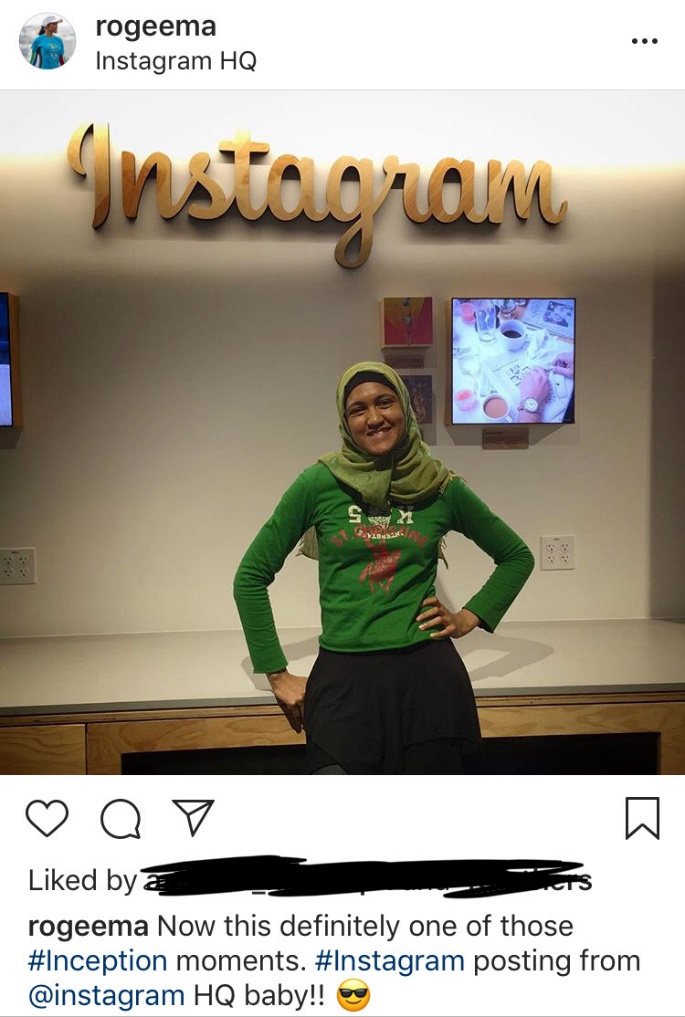 rogeema
Instagram HQ
Instagram
Liked by
rogeema Now this definitely one of those
#Inception moments. #Instagram posting from
@instagram HQ baby!! 😎